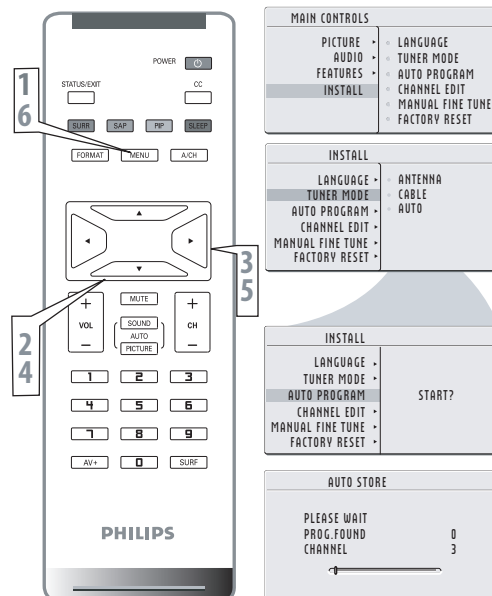 POWER
STATUS/EXIT
CC
SURR SAP PIP SLEEP
FORMAT MENU A/CH
1
6
3
5
2
4
+ MUTE +
VOL SOUND CH
AUTO
PICTURE
– –
1 2 3
4 5 6
7 8 9
AV+ 0 SURF
PHILIPS
MAIN CONTROLS
PICTURE LANGUAGE
AUDIO TUNER MODE
FEATURES AUTO PROGRAM
INSTALL CHANNEL EDIT
MANUAL FINE TUNE
FACTORY RESET
INSTALL
LANGUAGE ANTENNA
TUNER MODE CABLE
AUTO PROGRAM AUTO
CHANNEL EDIT
MANUAL FINE TUNE
FACTORY RESET
INSTALL
LANGUAGE
TUNER MODE
AUTO PROGRAM START?
CHANNEL EDIT
MANUAL FINE TUNE
FACTORY RESET
AUTO STORE
PLEASE WAIT
PROG.FOUND 0
CHANNEL 3